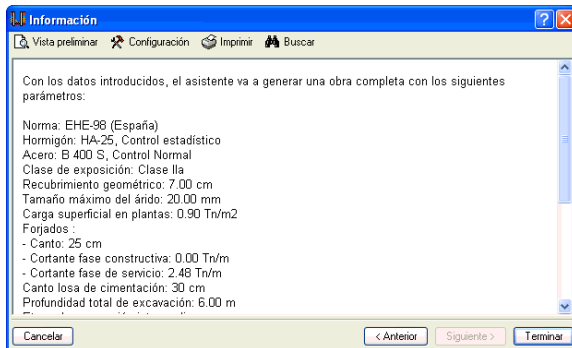 Información
Vista preliminar Configuración Imprimir Buscar
Con los datos introducidos, el asistente va a generar una obra completa con los siguientes
parámetros:
Norma: EHE-98 (España)
Hormigón: HA-25, Control estadístico
Acero: B 400 S, Control Normal
Clase de exposición: Clase IIa
Recubrimiento geométrico: 7.00 cm
Tamaño máximo del árido: 20.00 mm
Carga superficial en plantas: 0.90 Tn/m2
Forjados :
- Canto: 25 cm
- Cortante fase constructiva: 0.00 Tn/m
- Cortante fase de servicio: 2.48 Tn/m
Canto losa de cimentación: 30 cm
Profundidad total de excavación: 6.00 m
Cancelar < Anterior Siguiente > Terminar